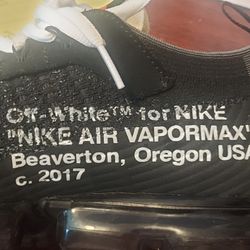 Off-White™ for NIKE
"NIKE AIR VAPORMAX"
Beaverton, Oregon USA
c. 2017